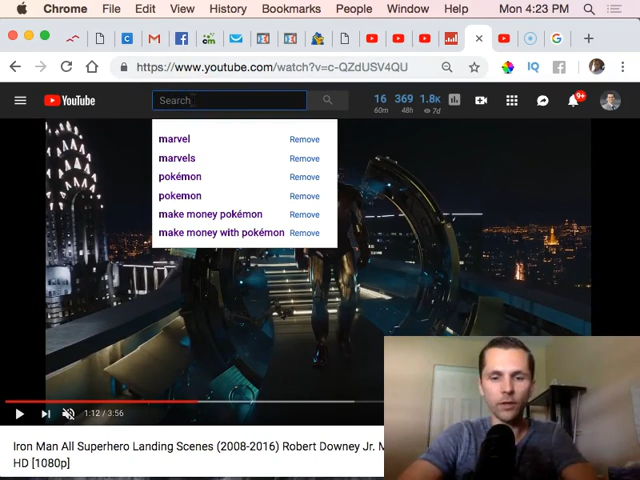 Chrome File Edit View History Bookmarks People Window Mon 4:23 PM
https://www.youtube.com/watch?v=c-QZdUSV4QU
YouTube
Search
16 369 1.8K
60m 48h 7d
9+
marvel Remove
marvels Remove
pokémon Remove
pokemon Remove
make money pokémon Remove
make money with pokémon Remove
1:12 / 3:56
Iron Man All Superhero Landing Scenes (2008-2016) Robert Downey Jr. M
HD [1080p]